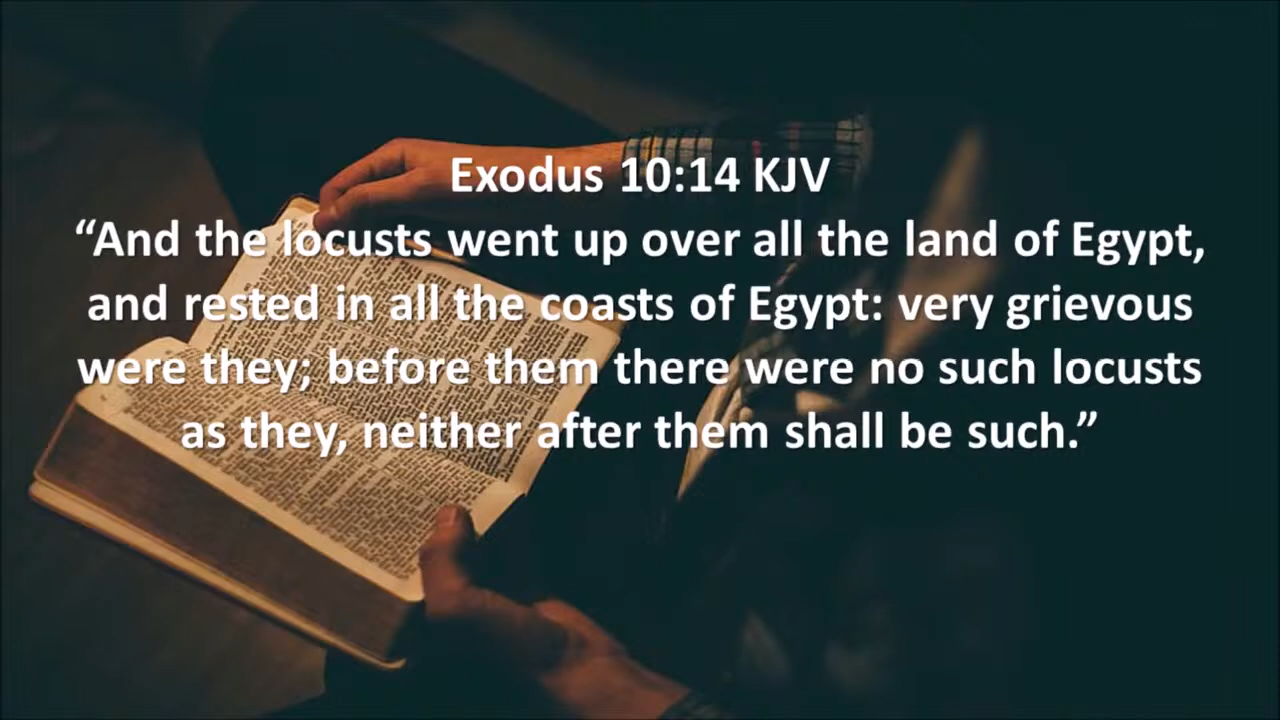 Exodus 10:14 KJV
“And the locusts went up over all the land of Egypt,
and rested in all the coasts of Egypt: very grievous
were they; before them there were no such locusts
as they, neither after them shall be such.”